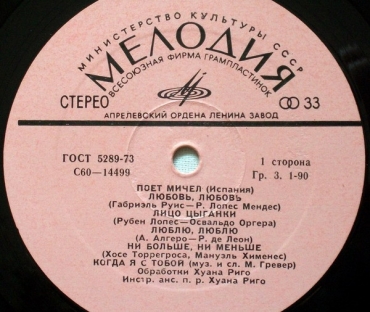 МИНИСТЕРСТВО КУЛЬТУРЫ СССР
МЕЛОДИЯ
ВСЕСОЮЗНАЯ ФИРМА ГРАМПЛАСТИНОК
СТЕРЕО
33
АПРЕЛЕВСКИЙ ОРДЕНА ЛЕНИНА ЗАВОД
ГОСТ 5289-73
С60—14499
1 сторона
Гр. 3. 1-90
ПОЕТ МИЧЕЛ (Испания)
ЛЮБОВЬ, ЛЮБОВЬ
(Габриэль Руис—Р. Лопес Мендес)
ЛИЦО ЦЫГАНКИ
(Рубен Лопес—Освальдо Оргера)
ЛЮБЛЮ, ЛЮБЛЮ
(А. Алгеро—Р. де Леон)
НИ БОЛЬШЕ, НИ МЕНЬШЕ
(Хосе Торрегроса, Мануэль Хименес)
КОГДА Я С ТОБОЙ (муз. и сл. М. Гревер)
Обработки Хуана Риго
Инстр. анс. п. р. Хуана Риго